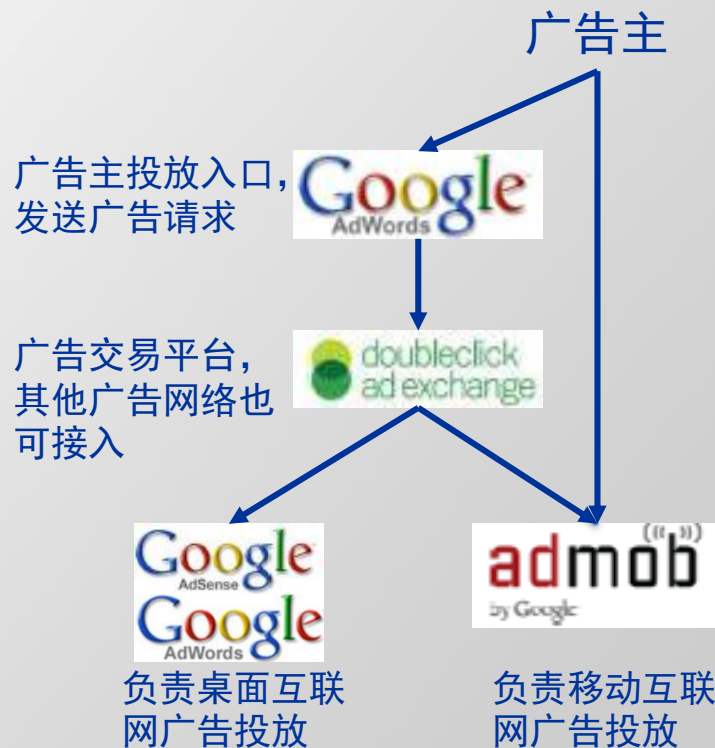 广告主
广告主投放入口，
发送广告请求
Google
AdWords
广告交易平台，
其他广告网络也
可接入
doubleclick
ad exchange
Google
AdSense
Google
AdWords
负责桌面互联
网广告投放
admob
by Google
负责移动互联
网广告投放